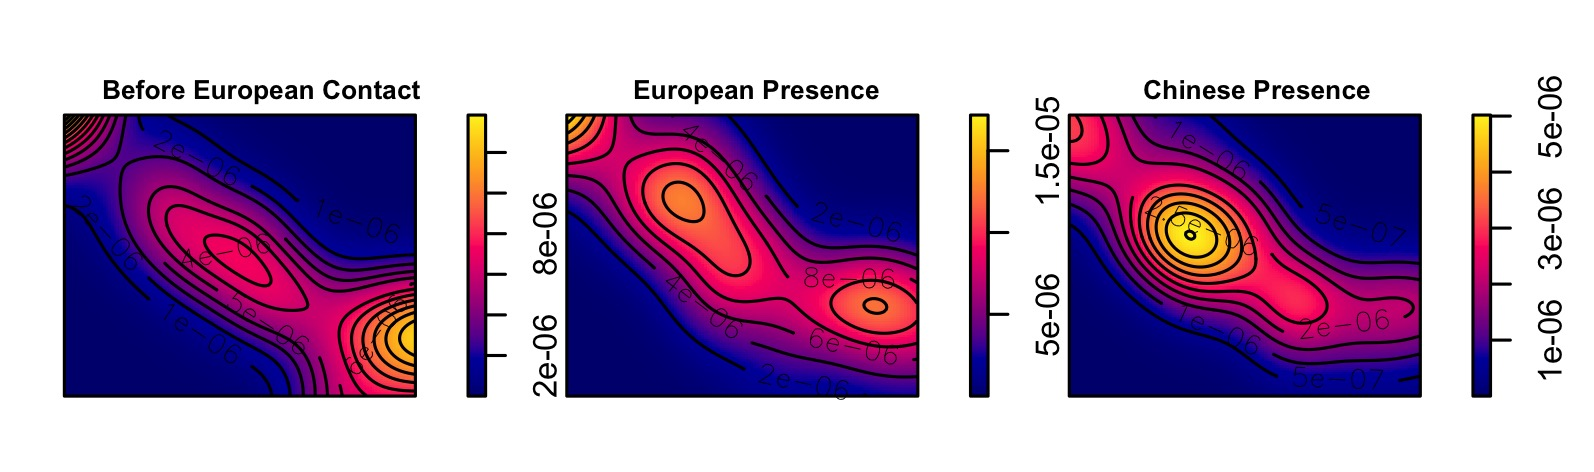 Before European Contact
2e-06
1e-06
2e-06
4e-06
5e-06
1e-06
2e-06 8e-06
European Presence
4e-06
2e-06
8e-06
4e-06
6e-06
2e-06
5e-06 1.5e-05
Chinese Presence
1e-06
5e-07
2.5e-06
1e-06
2e-06
5e-07
1e-06 3e-06 5e-06